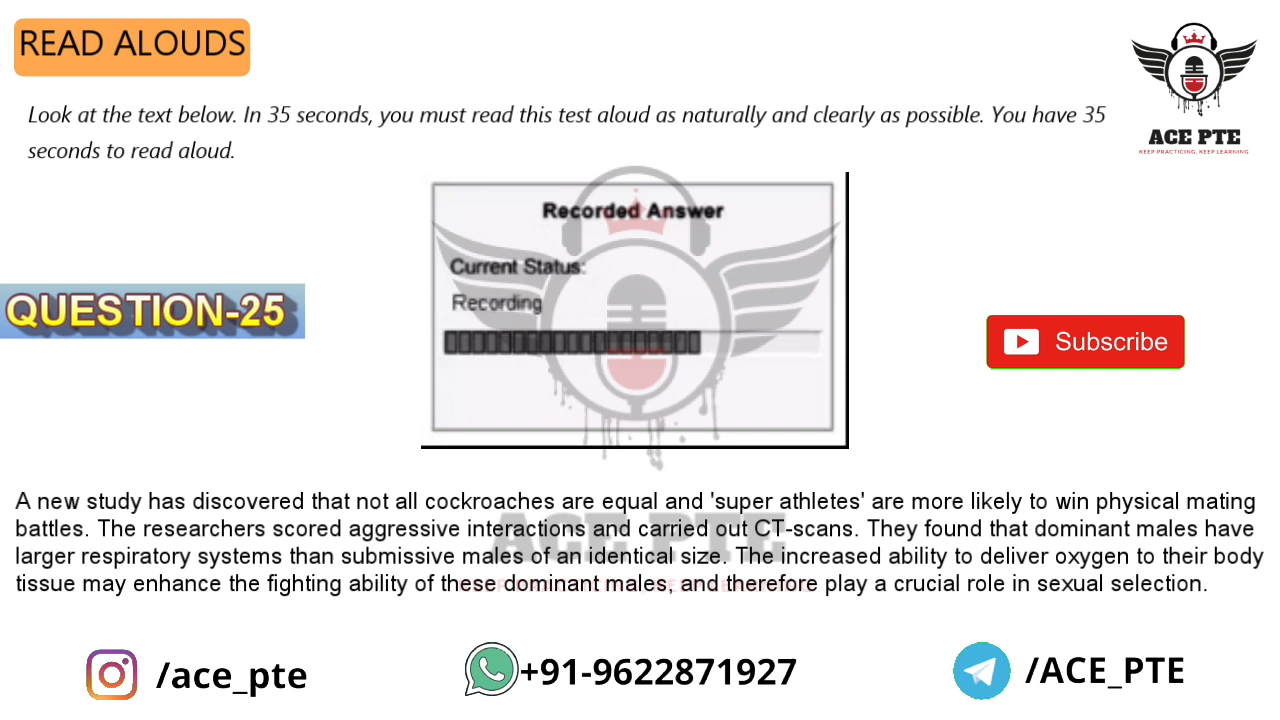 READ ALOUDS
Look at the text below. In 35 seconds, you must read this test aloud as naturally and clearly as possible. You have 35
seconds to read aloud.
ACE PTE
KEEP PRACTICING, KEEP LEARNING
Recorded Answer
Current Status:
Recording
QUESTION-25
Subscribe
A new study has discovered that not all cockroaches are equal and 'super athletes' are more likely to win physical mating
battles. The researchers scored aggressive interactions and carried out CT-scans. They found that dominant males have
larger respiratory systems than submissive males of an identical size. The increased ability to deliver oxygen to their body
tissue may enhance the fighting ability of these dominant males, and therefore play a crucial role in sexual selection.
ACE PTE
/ace_pte
+91-9622871927
/ACE_PTE